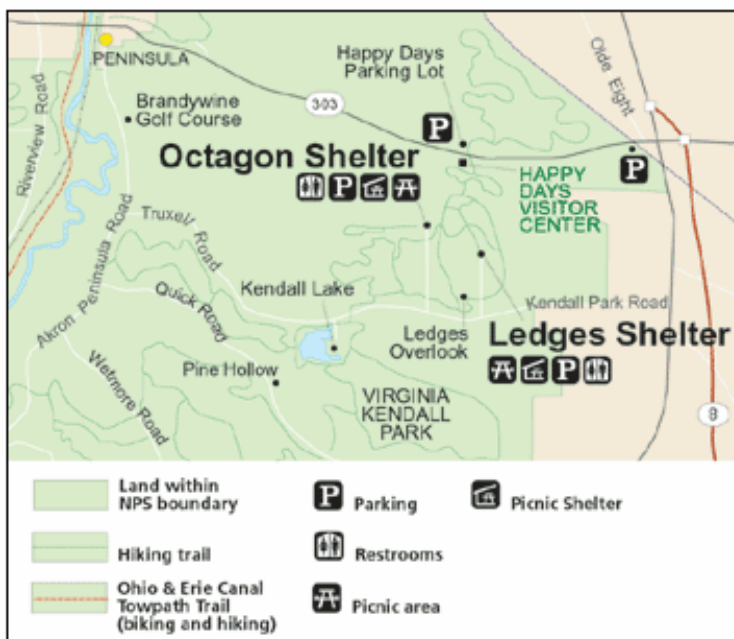 PENINSULA
Riverview Road
Brandywine
Golf Course
303
Happy Days
Parking Lot
Olde Eight
P
Octagon Shelter
P
HAPPY
DAYS
VISITOR
CENTER
P
Akron Peninsula Road
Truxell Road
Quick Road
Kendall Lake
Kendall Park Road
Ledges
Overlook
Ledges Shelter
P
Wetmore Road
Pine Hollow
VIRGINIA
KENDALL
PARK
8
Land within
NPS boundary
P Parking
Picnic Shelter
Hiking trail
Restrooms
Ohio & Erie Canal
Towpath Trail
(biking and hiking)
Picnic area